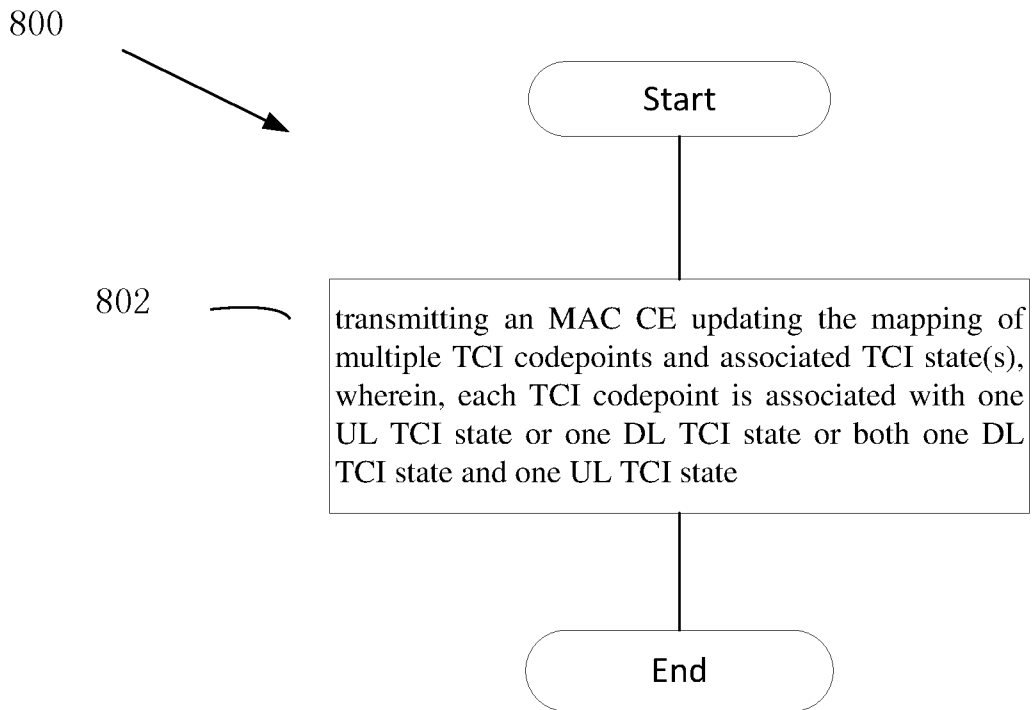 800
Start
802
transmitting an MAC CE updating the mapping of
multiple TCI codepoints and associated TCI state(s),
wherein, each TCI codepoint is associated with one
UL TCI state or one DL TCI state or both one DL
TCI state and one UL TCI state
End